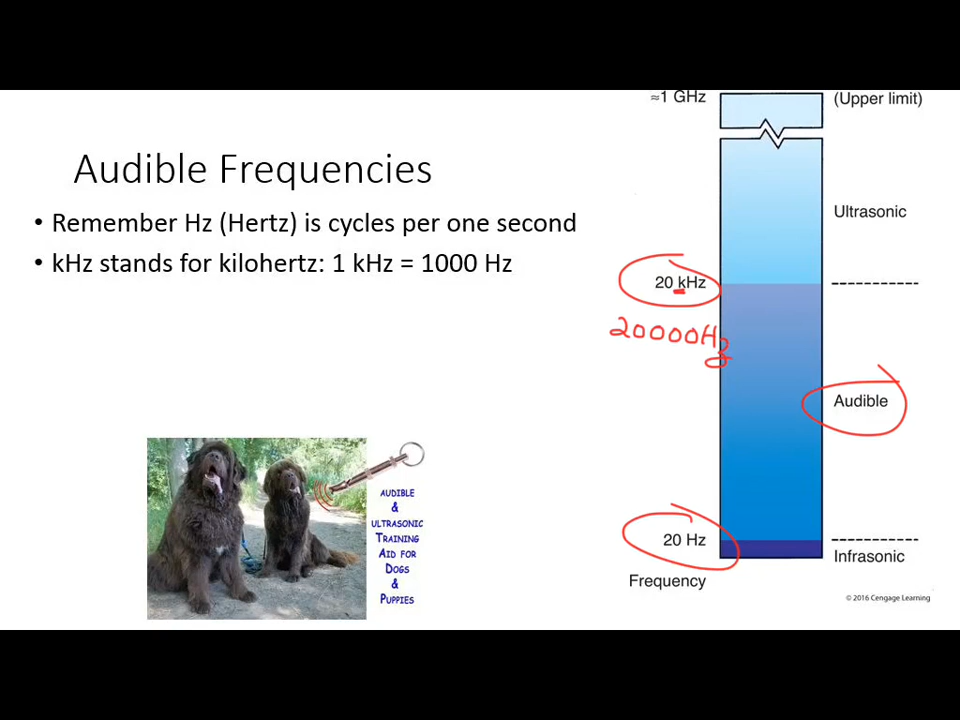 Audible Frequencies
• Remember Hz (Hertz) is cycles per one second
• kHz stands for kilohertz: 1 kHz = 1000 Hz
AUDIBLE
&
ULTRASONIC
TRAINING
AID FOR
DOGS
&
PUPPIES
≈1 GHz
(Upper limit)
Ultrasonic
20 kHz
20000Hz
Audible
20 Hz
Infrasonic
Frequency
© 2016 Cengage Learning